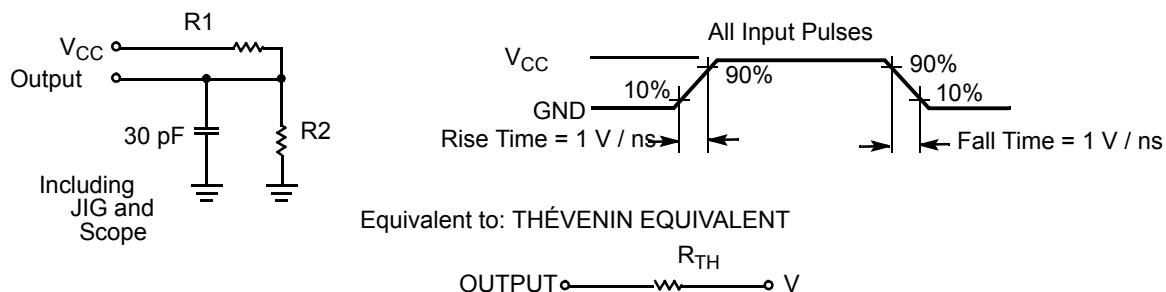 R1
VCC
Output
30 pF
R2
Including
JIG and
Scope
All Input Pulses
VCC
GND
10%
90%
90%
10%
Rise Time = 1 V / ns
Fall Time = 1 V / ns
Equivalent to: THÉVENIN EQUIVALENT
RTH
OUTPUT
V